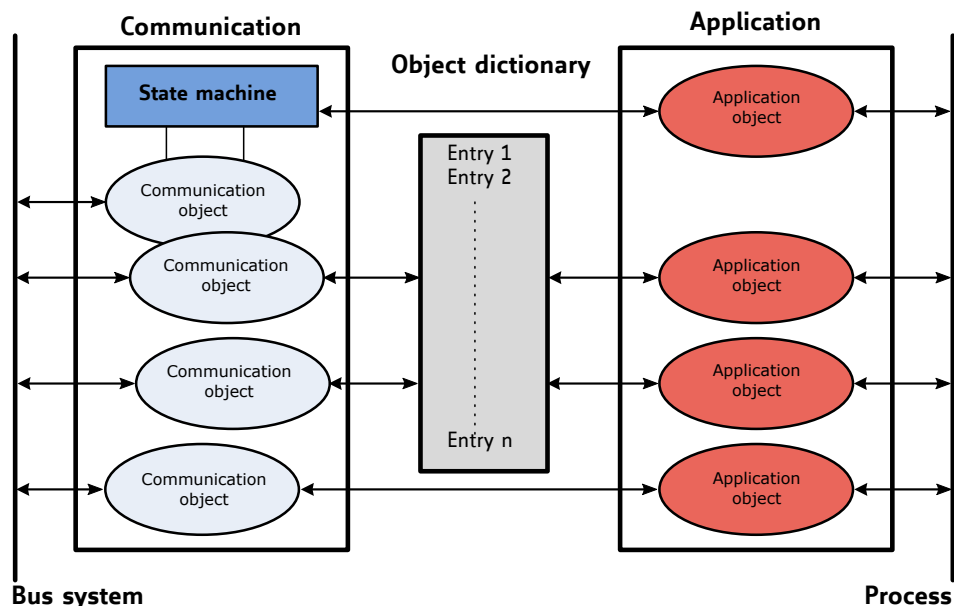 Communication
Application
Object dictionary
State machine
Application
object
Entry 1
Entry 2
Communication
object
Communication
object
Application
object
Communication
object
Application
object
Entry n
Communication
object
Application
object
Bus system
Process